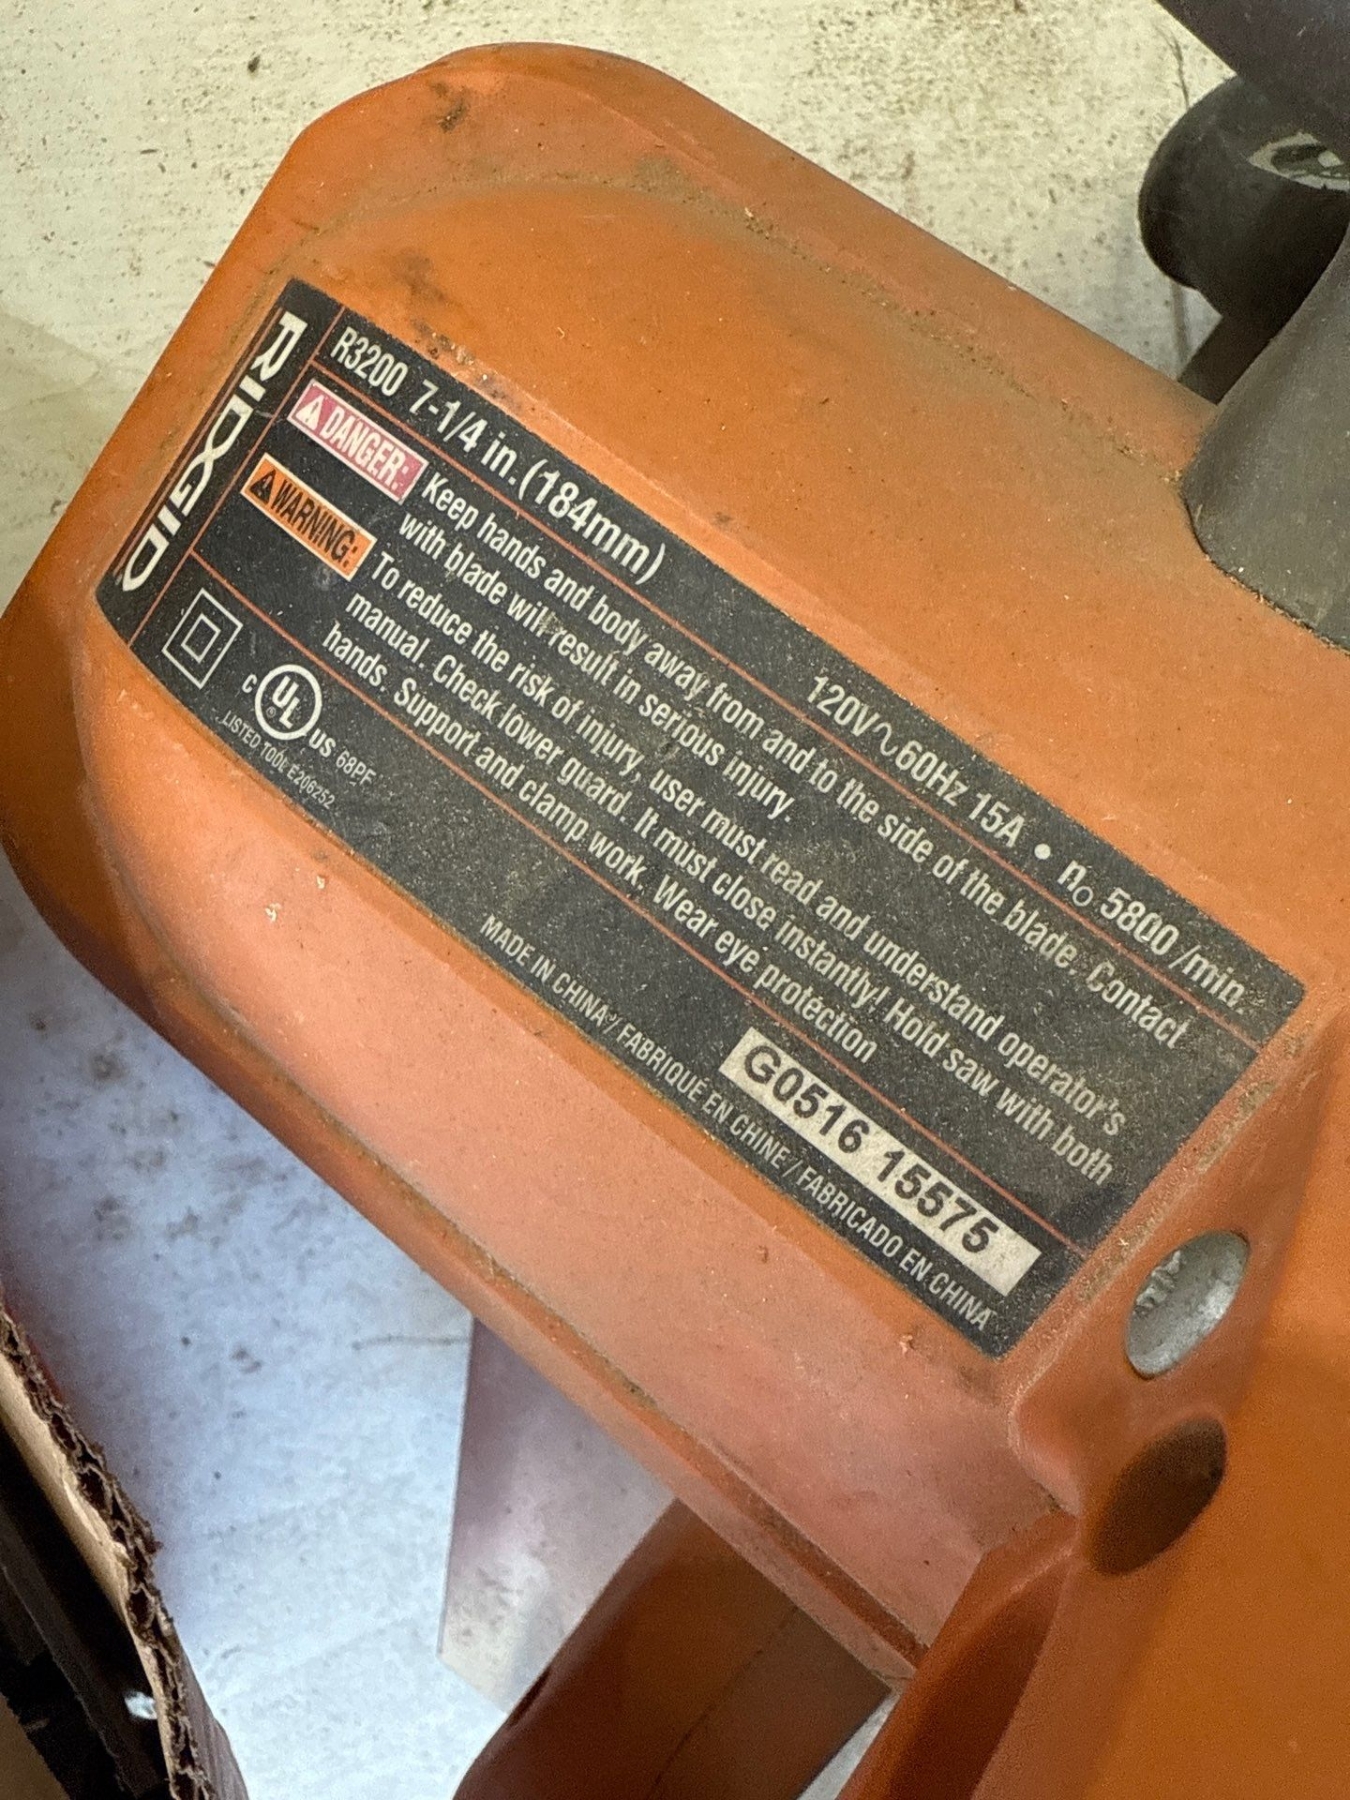 RIDGID
R3200 7-1/4 in.(184mm) 120V∿60Hz 15A • n₀ 5800 /min.
DANGER: Keep hands and body away from and to the side of the blade. Contact
with blade will result in serious injury.
WARNING: To reduce the risk of injury, user must read and understand operator's
manual. Check lower guard. It must close instantly! Hold saw with both
hands. Support and clamp work. Wear eye protection
C UL® US 68PF
LISTED TOOL E206252
G0516 15575
MADE IN CHINA / FABRIQUÉ EN CHINE / FABRICADO EN CHINA